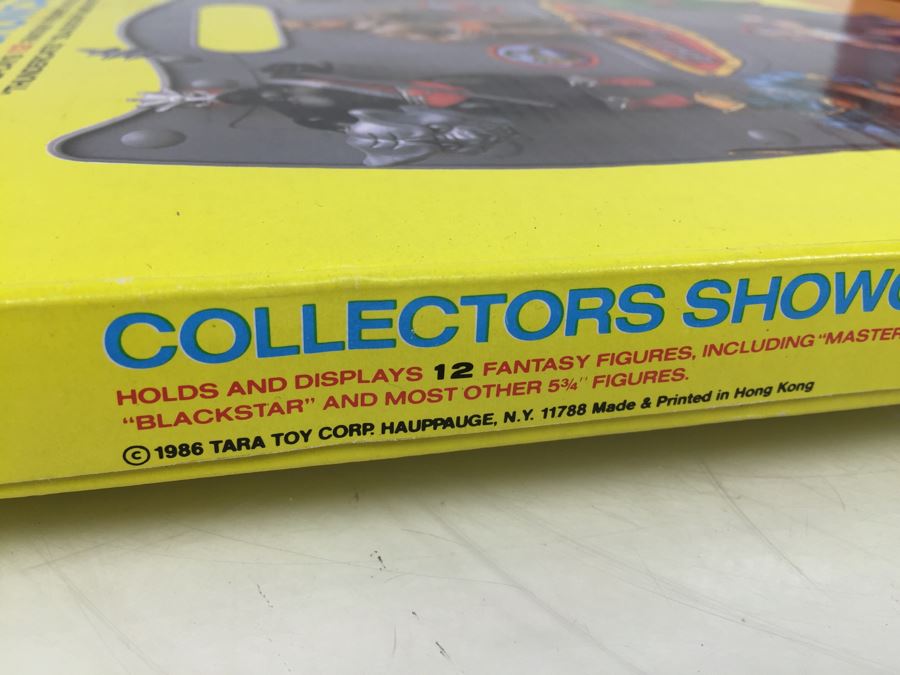 COLLECTORS SHOWC
HOLDS AND DISPLAYS 12 FANTASY FIGURES, INCLUDING "MASTER
"BLACKSTAR" AND MOST OTHER 5¾" FIGURES.
© 1986 TARA TOY CORP. HAUPPAUGE, N.Y. 11788 Made & Printed in Hong Kong